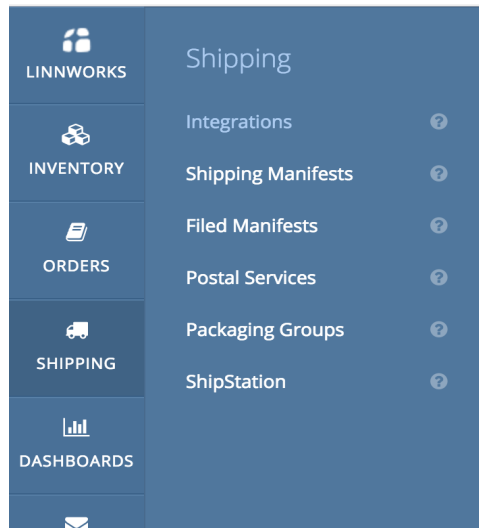 LINNWORKS
INVENTORY
ORDERS
SHIPPING
DASHBOARDS
Shipping
Integrations ?
Shipping Manifests ?
Filed Manifests ?
Postal Services ?
Packaging Groups ?
ShipStation ?